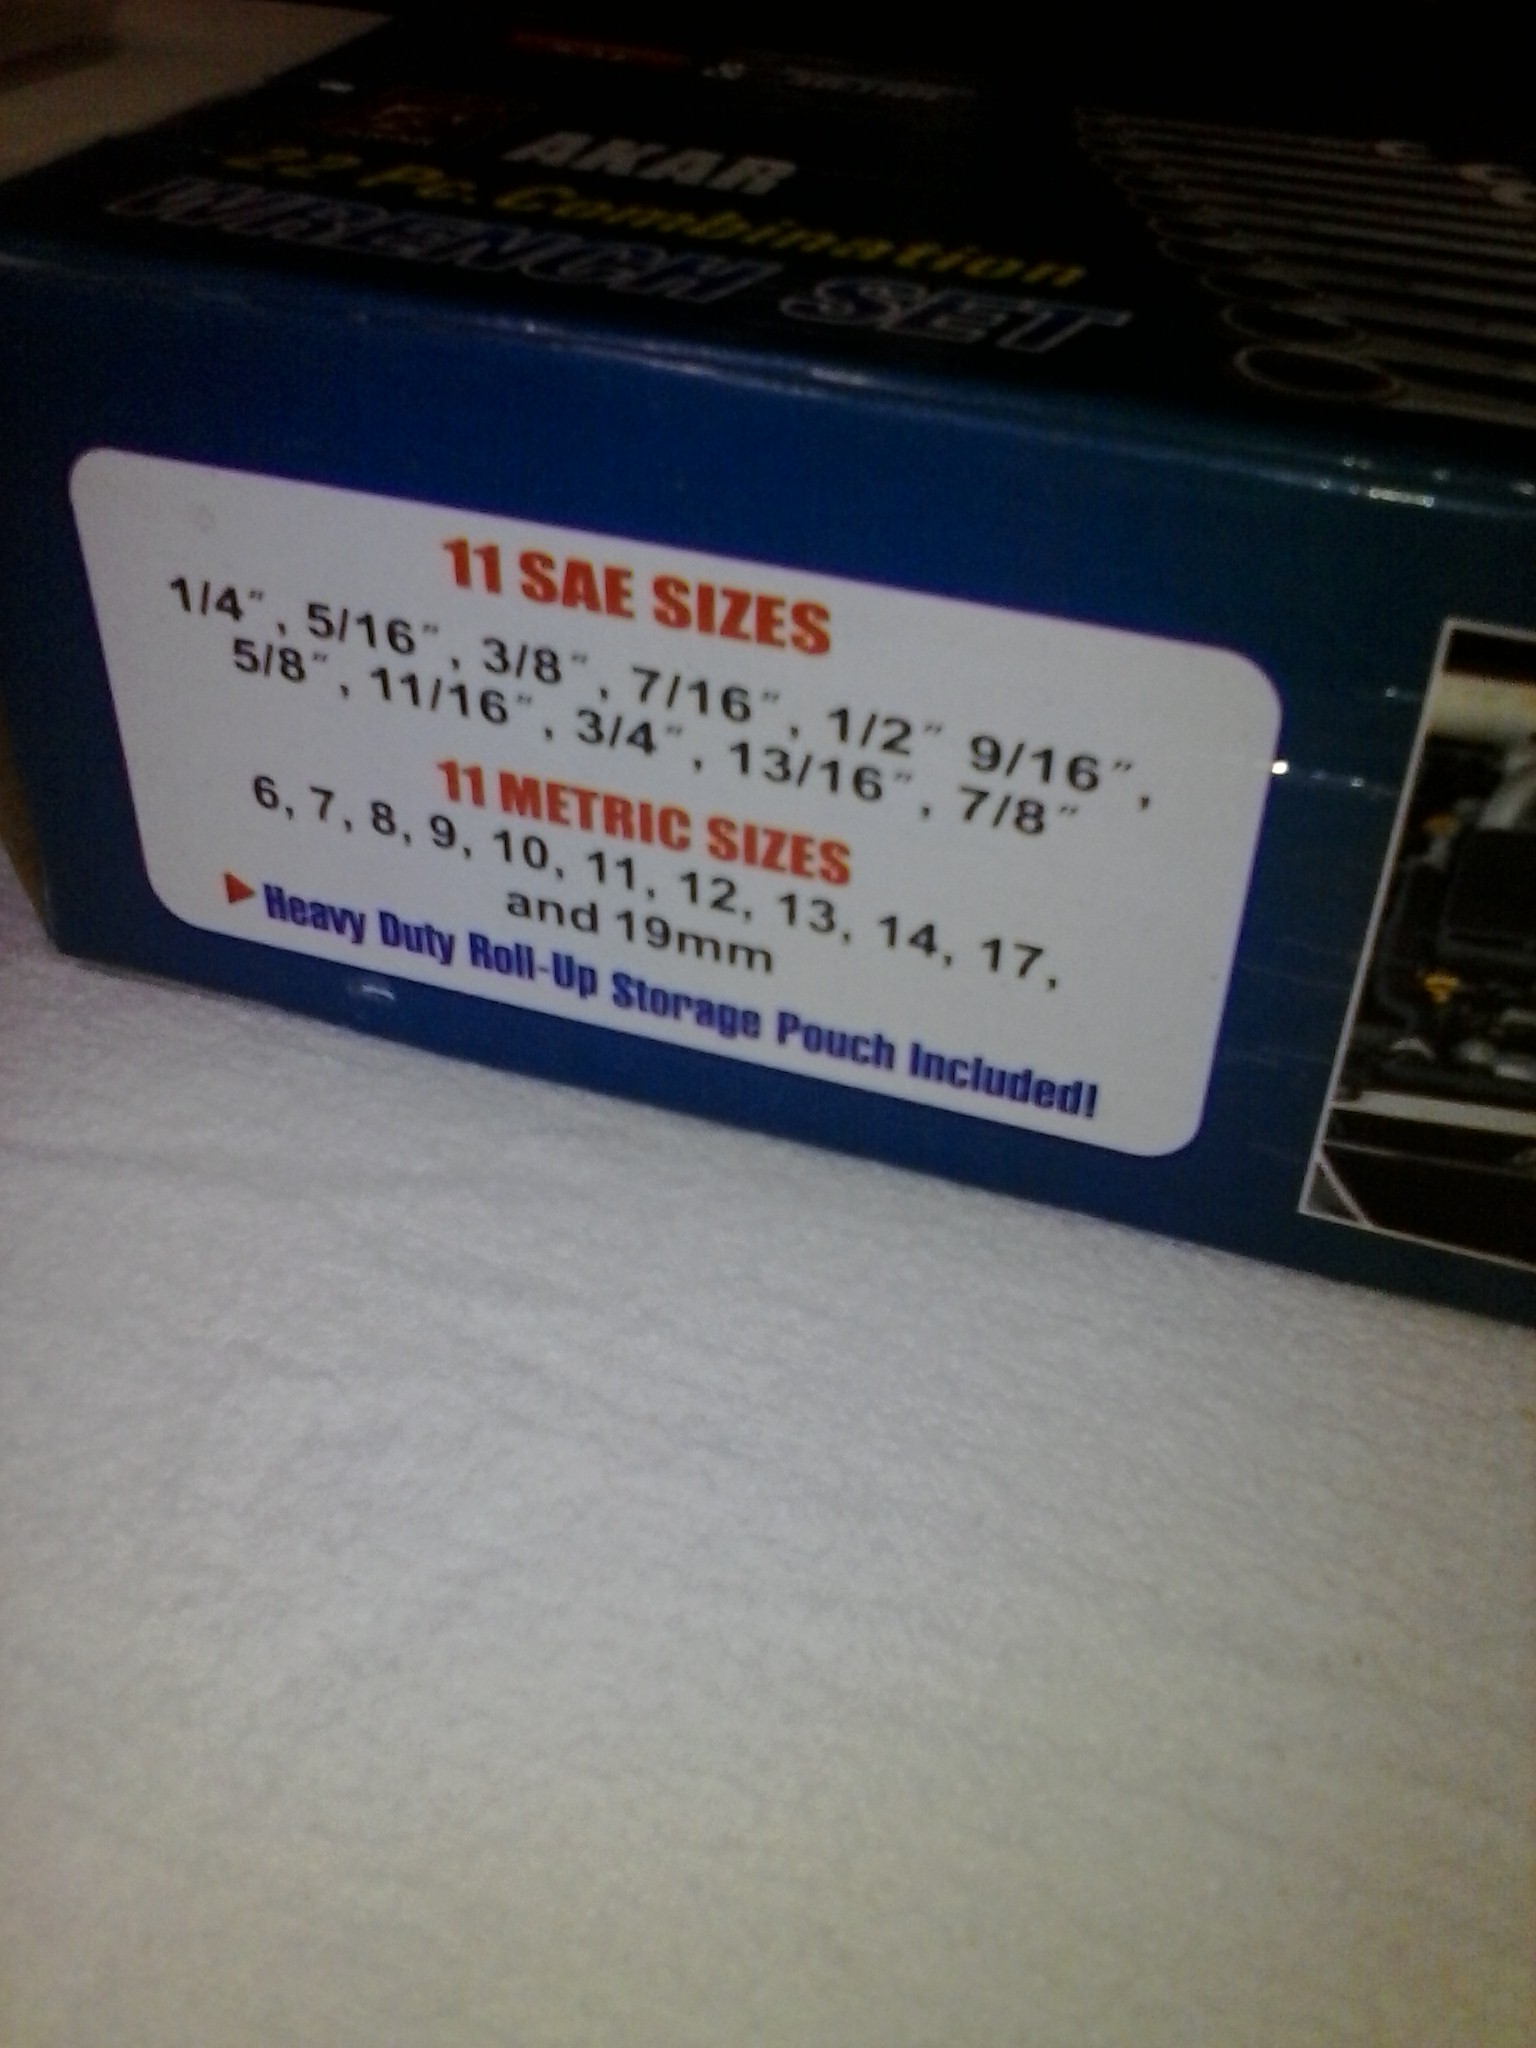 AKAR
22 Pc. Combination
WRENCH SET
11 SAE SIZES
1/4", 5/16", 3/8", 7/16", 1/2" 9/16",
5/8", 11/16", 3/4", 13/16", 7/8"
11 METRIC SIZES
6, 7, 8, 9, 10, 11, 12, 13, 14, 17,
and 19mm
Heavy Duty Roll-Up Storage Pouch Included!